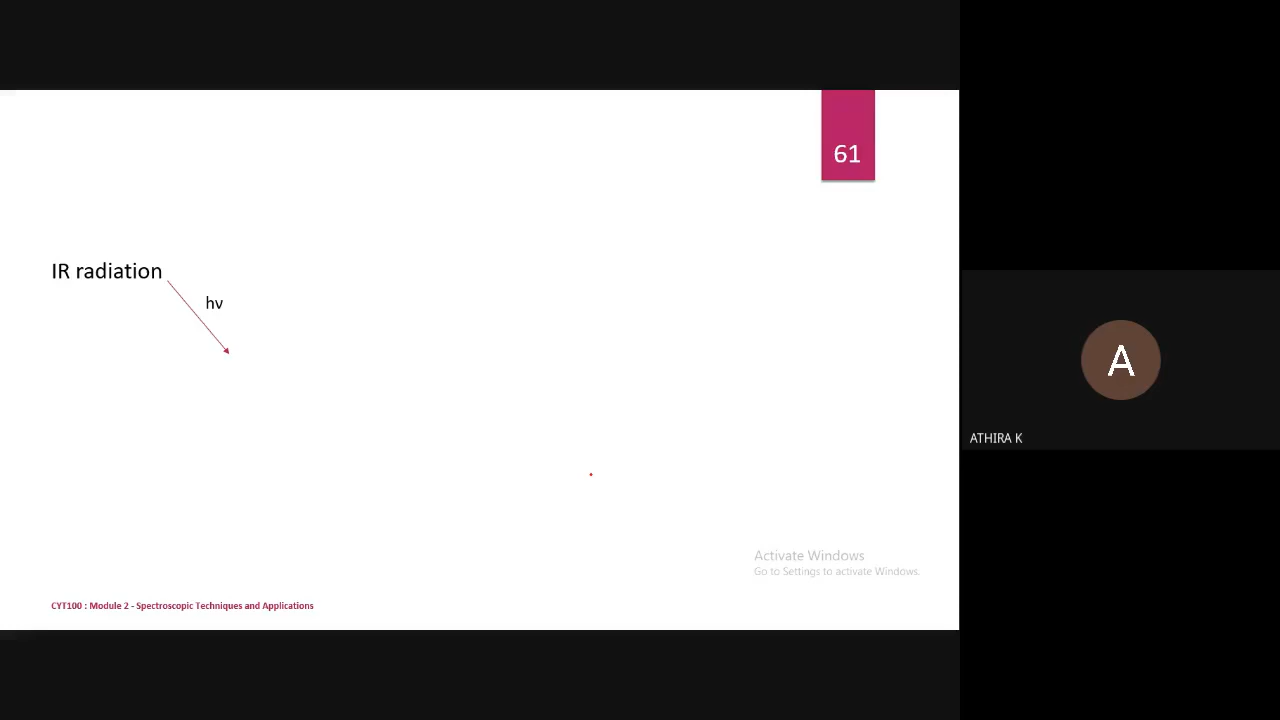 61
IR radiation
hv
A
ATHIRA K
Activate Windows
Go to Settings to activate Windows.
CYT100 : Module 2 - Spectroscopic Techniques and Applications